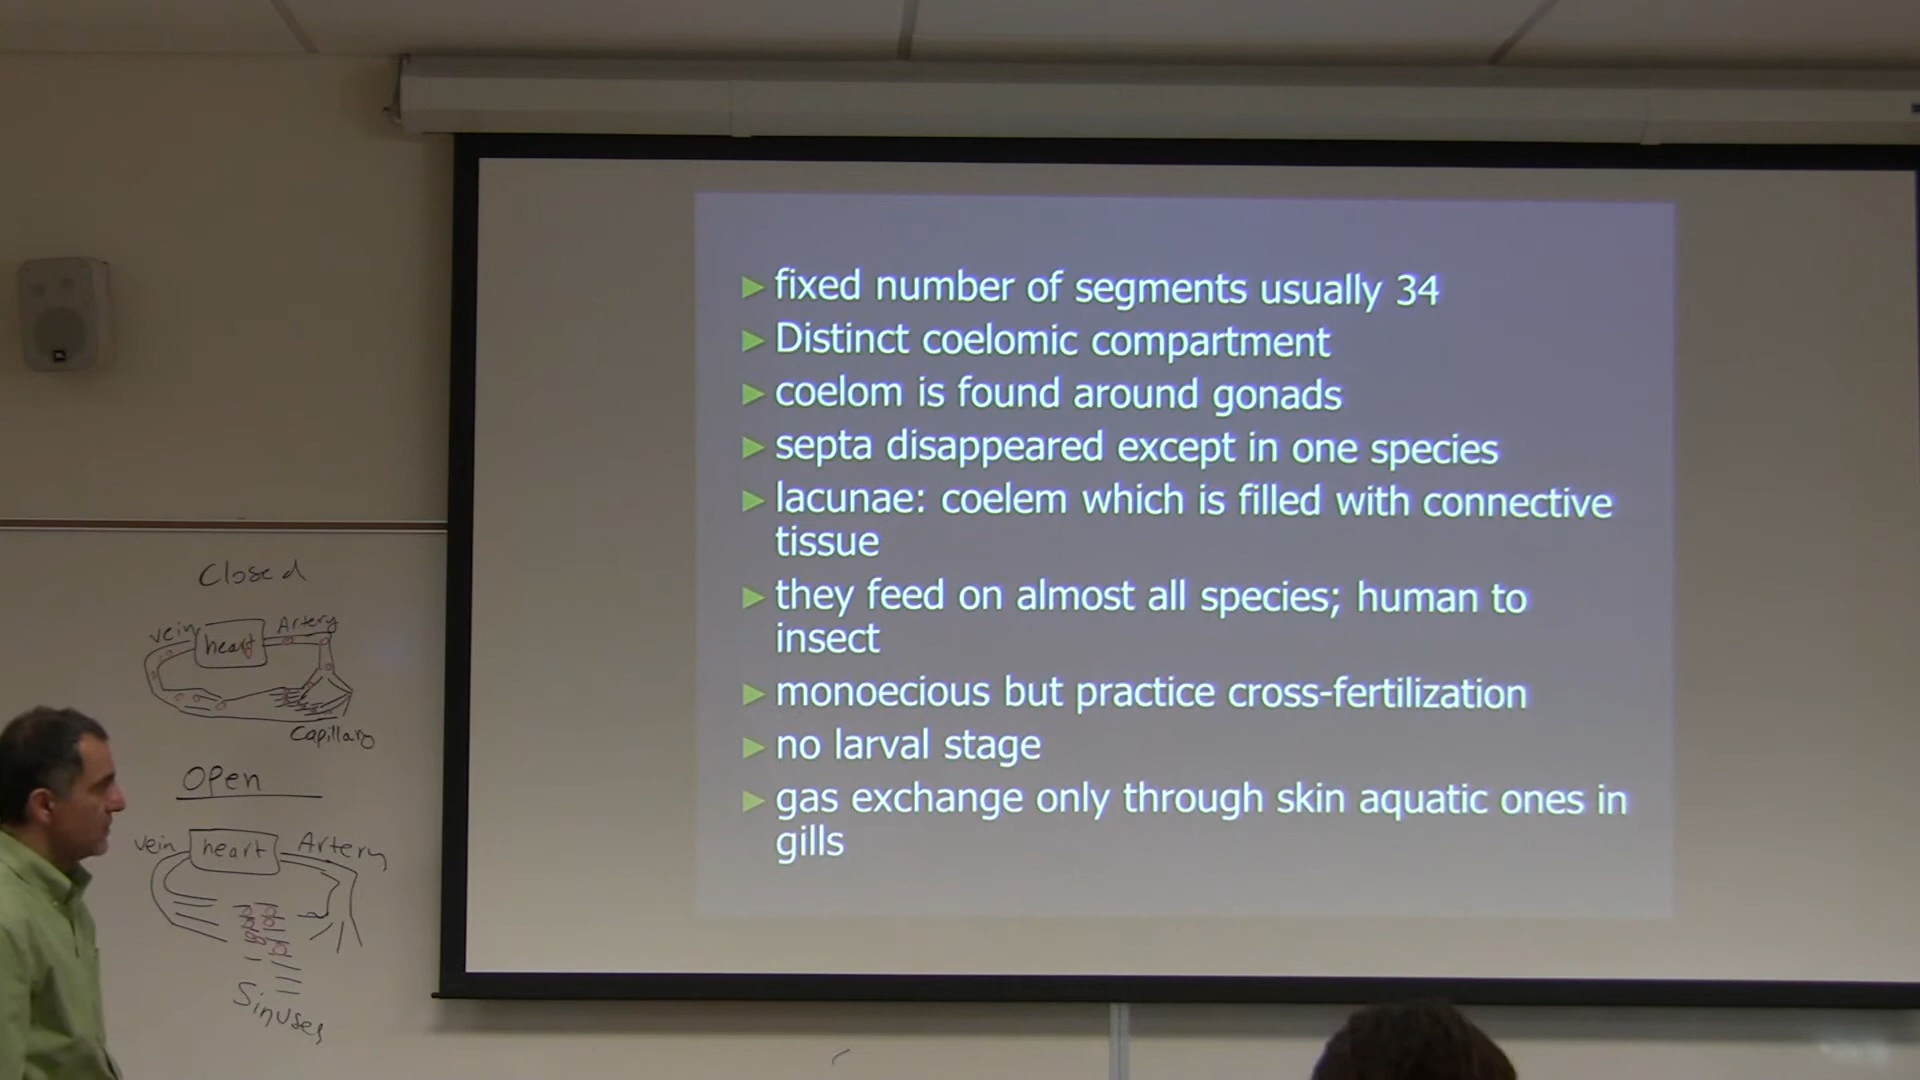 fixed number of segments usually 34
Distinct coelomic compartment
coelom is found around gonads
septa disappeared except in one species
lacunae: coelem which is filled with connective
tissue
they feed on almost all species; human to
insect
monoecious but practice cross-fertilization
no larval stage
gas exchange only through skin aquatic ones in
gills
Closed
vein heart Artery
Capillary
Open
vein heart Artery
Sinuses
JBL